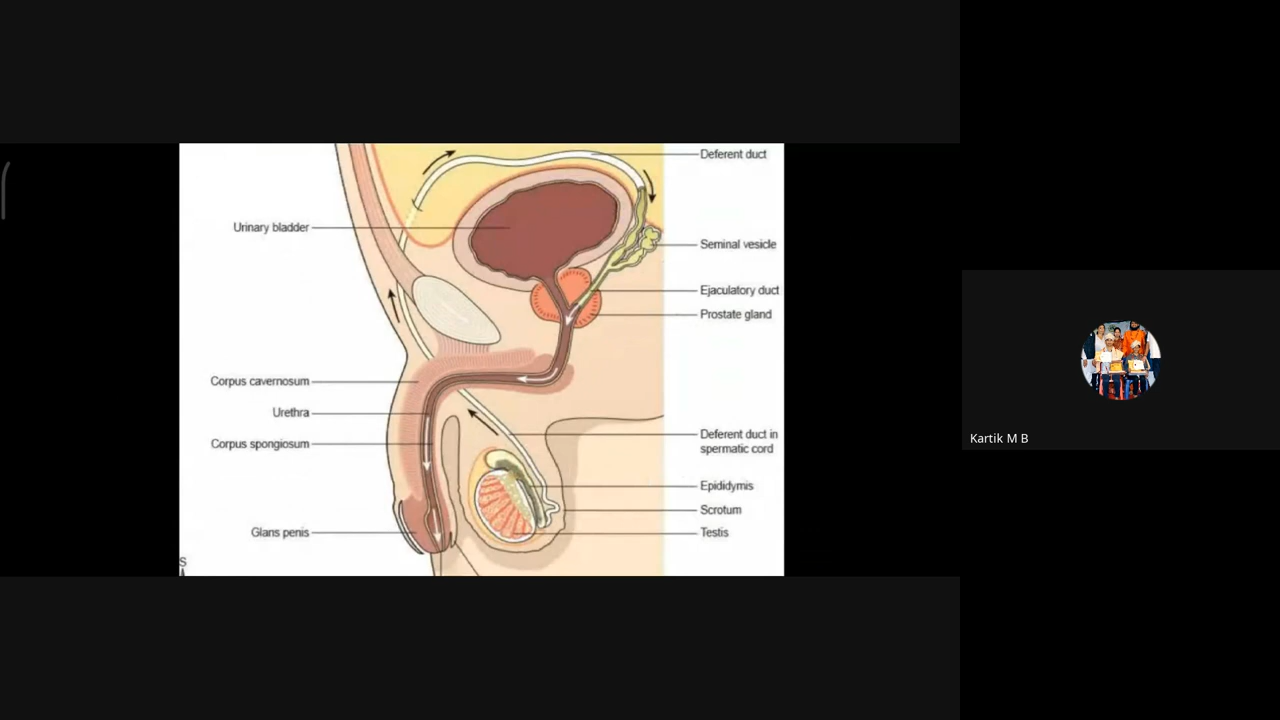 Deferent duct
Urinary bladder
Seminal vesicle
Ejaculatory duct
Prostate gland
Corpus cavernosum
Urethra
Corpus spongiosum
Deferent duct in
spermatic cord
Epididymis
Scrotum
Glans penis
Testis
S
Kartik M B